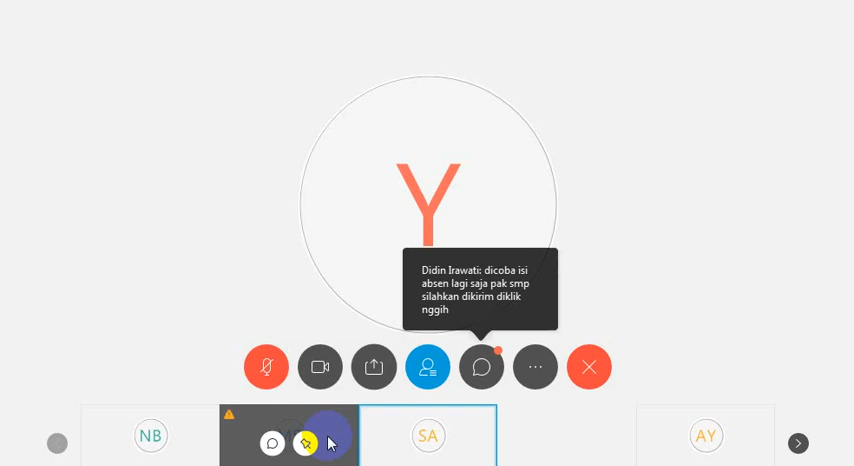 Y
Didin Irawati: dicoba isi
absen lagi saja pak smp
silahkan dikirim diklik
nggih
NB
SA
AY